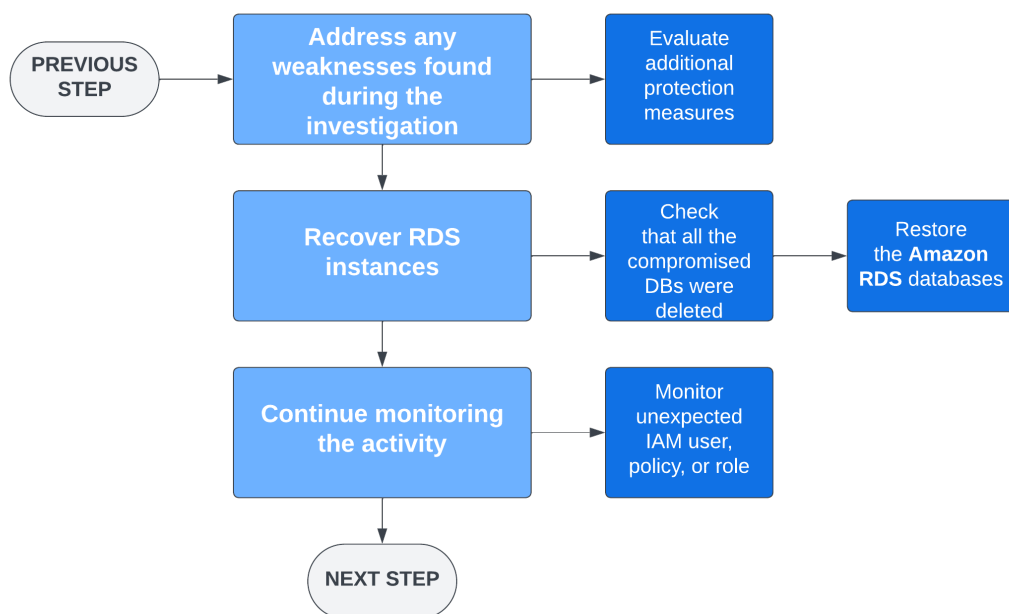 PREVIOUS
STEP
Address any
weaknesses found
during the
investigation
Evaluate
additional
protection
measures
Recover RDS
instances
Check
that all the
compromised
DBs were
deleted
Restore
the Amazon
RDS databases
Continue monitoring
the activity
Monitor
unexpected
IAM user,
policy, or role
NEXT STEP